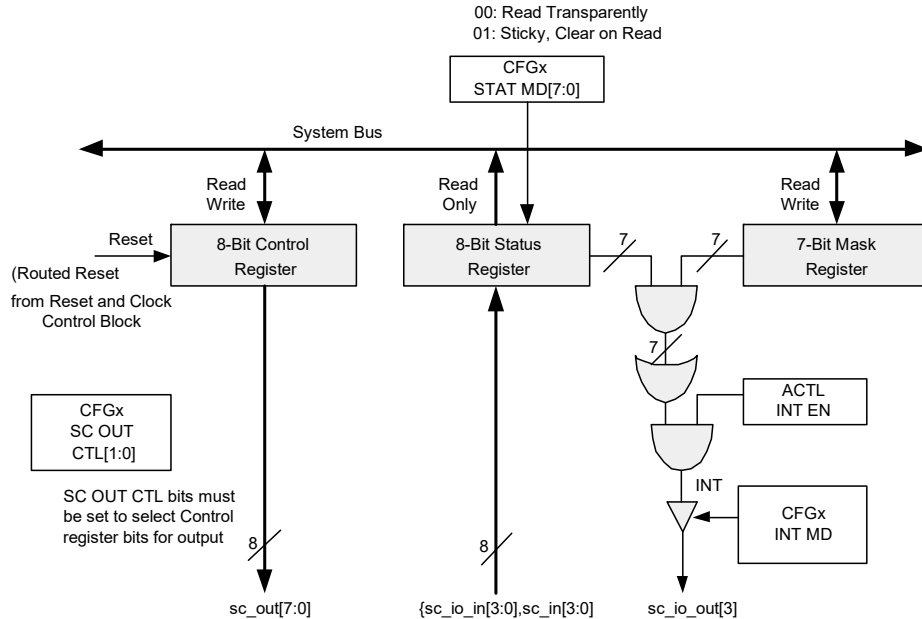 00: Read Transparently
01: Sticky, Clear on Read
CFGx
STAT MD[7:0]
System Bus
Read
Write
Read
Only
Read
Write
Reset
(Routed Reset
from Reset and Clock
Control Block
8-Bit Control
Register
8-Bit Status
Register
7
7
7-Bit Mask
Register
7
CFGx
SC OUT
CTL[1:0]
ACTL
INT EN
SC OUT CTL bits must
be set to select Control
register bits for output
INT
CFGx
INT MD
8
8
sc_out[7:0]
{sc_io_in[3:0],sc_in[3:0]
sc_io_out[3]